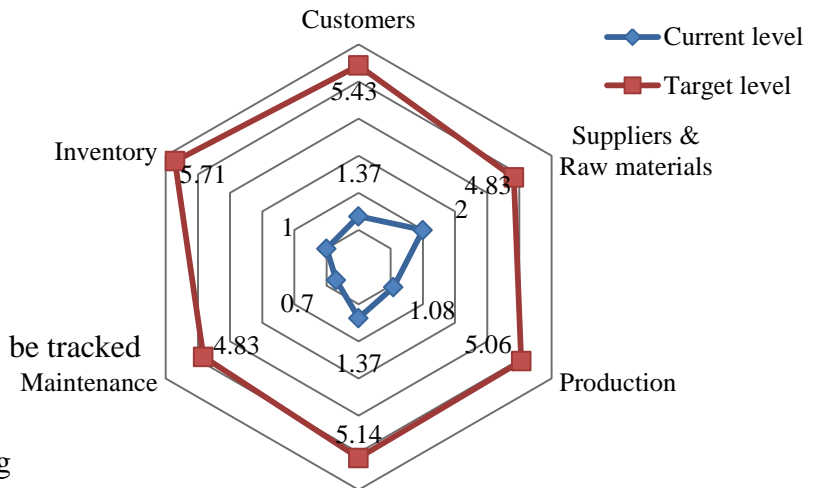 Customers
Current level
Target level
5.43
Suppliers &
Raw materials
Inventory
5.71
1.37
4.83
2
1
0.7
1.08
be tracked
4.83
5.06
Maintenance
1.37
Production
5.14
g